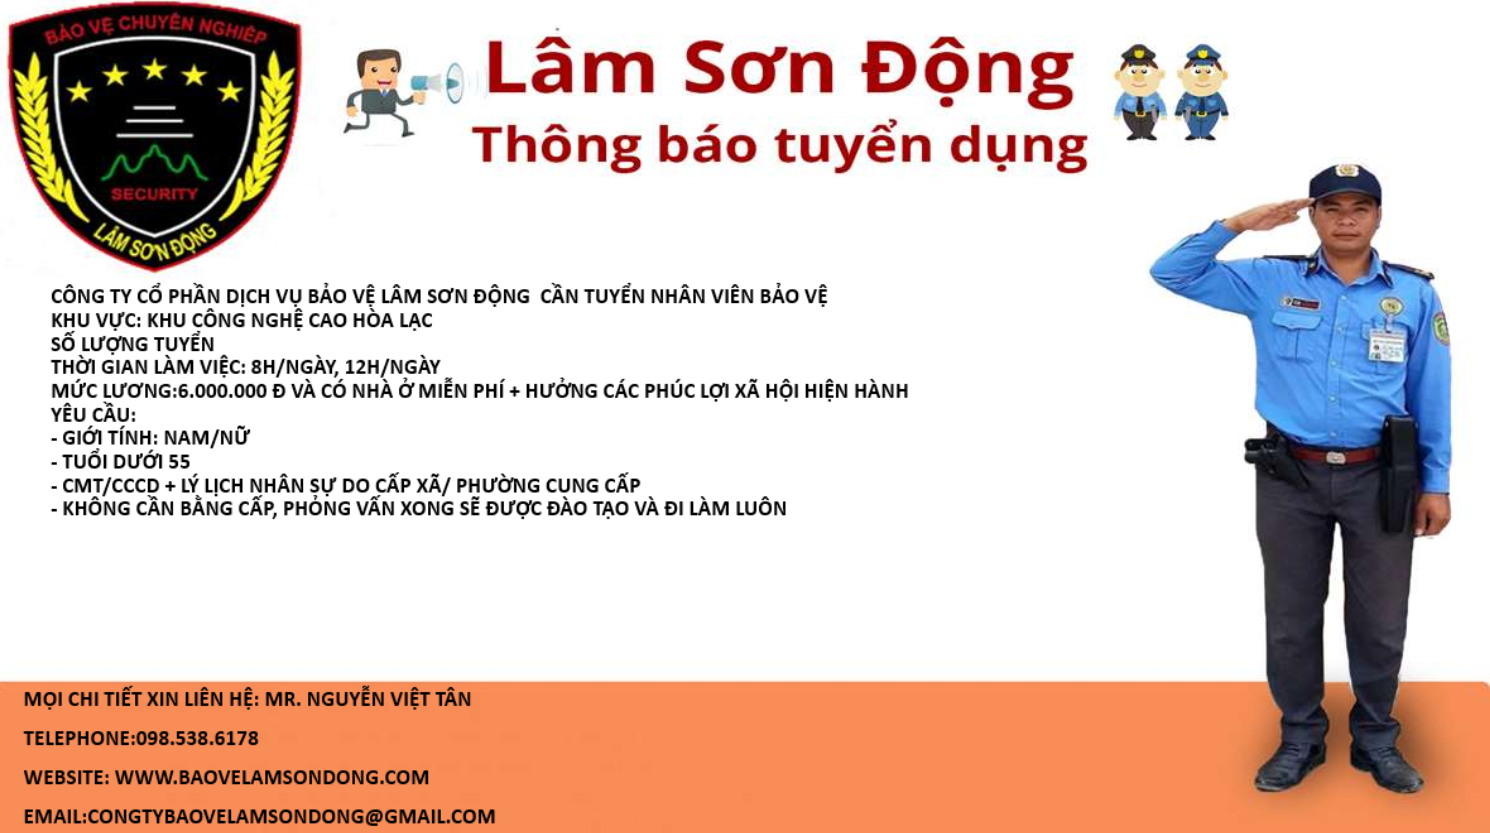 BẢO VỆ CHUYÊN NGHIỆP
SECURITY
LÂM SƠN ĐỘNG
Lâm Sơn Động
Thông báo tuyển dụng
CÔNG TY CỔ PHẦN DỊCH VỤ BẢO VỆ LÂM SƠN ĐỘNG CẦN TUYỂN NHÂN VIÊN BẢO VỆ
KHU VỰC: KHU CÔNG NGHỆ CAO HÒA LẠC
SỐ LƯỢNG TUYỂN
THỜI GIAN LÀM VIỆC: 8H/NGÀY, 12H/NGÀY
MỨC LƯƠNG:6.000.000 Đ VÀ CÓ NHÀ Ở MIỄN PHÍ + HƯỞNG CÁC PHÚC LỢI XÃ HỘI HIỆN HÀNH
YÊU CẦU:
- GIỚI TÍNH: NAM/NỮ
- TUỔI DƯỚI 55
- CMT/CCCD + LÝ LỊCH NHÂN SỰ DO CẤP XÃ/ PHƯỜNG CUNG CẤP
- KHÔNG CẦN BẰNG CẤP, PHỎNG VẤN XONG SẼ ĐƯỢC ĐÀO TẠO VÀ ĐI LÀM LUÔN
MỌI CHI TIẾT XIN LIÊN HỆ: MR. NGUYỄN VIỆT TÂN
TELEPHONE:098.538.6178
WEBSITE: WWW.BAOVELAMSONDONG.COM
EMAIL:CONGTYBAOVELAMSONDONG@GMAIL.COM